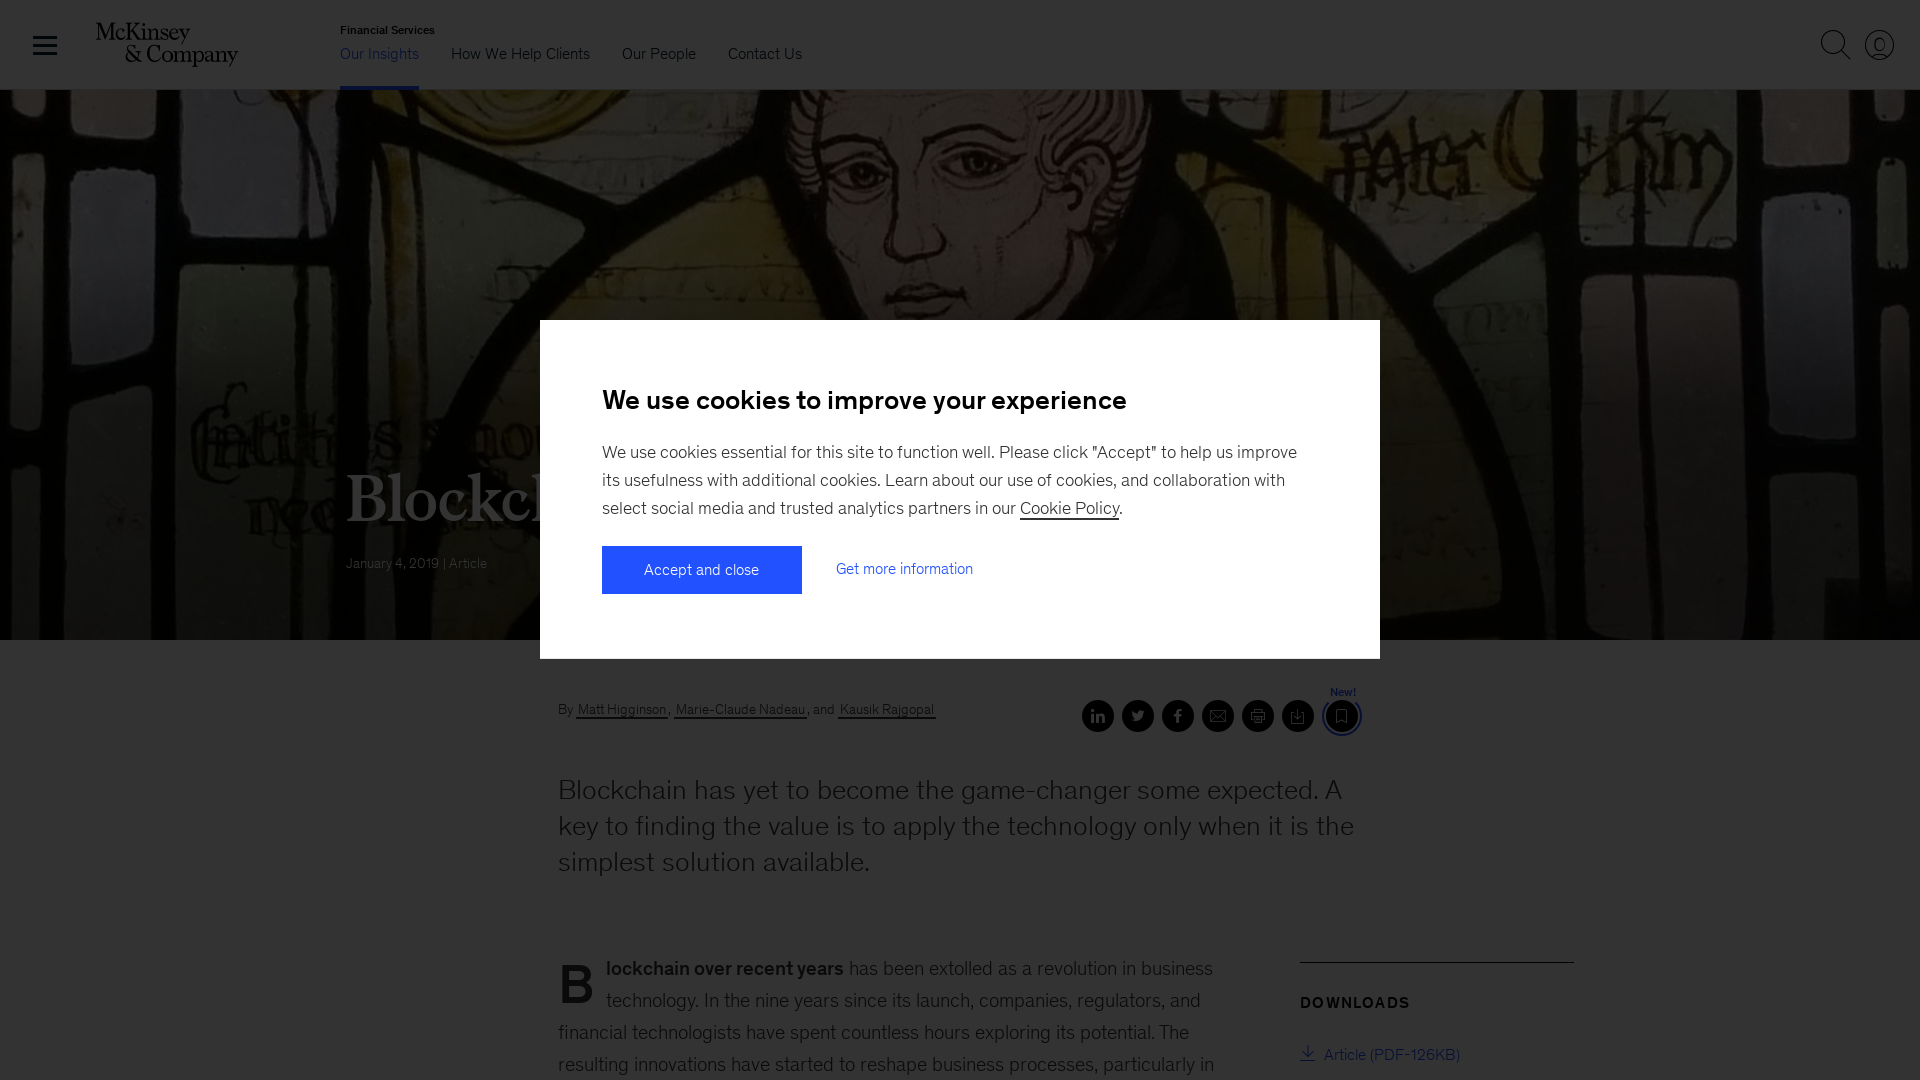 McKinsey
& Company
Financial Services
Our Insights
How We Help Clients
Our People
Contact Us
Blockc
January 4, 2019 | Article
We use cookies to improve your experience
We use cookies essential for this site to function well. Please click "Accept" to help us improve
its usefulness with additional cookies. Learn about our use of cookies, and collaboration with
select social media and trusted analytics partners in our Cookie Policy.
Accept and close
Get more information
By Matt Higginson, Marie-Claude Nadeau, and Kausik Rajgopal
New!
Blockchain has yet to become the game-changer some expected. A
key to finding the value is to apply the technology only when it is the
simplest solution available.
Blockchain over recent years has been extolled as a revolution in business
technology. In the nine years since its launch, companies, regulators, and
financial technologists have spent countless hours exploring its potential. The
resulting innovations have started to reshape business processes, particularly in
DOWNLOADS
Article (PDF-126KB)